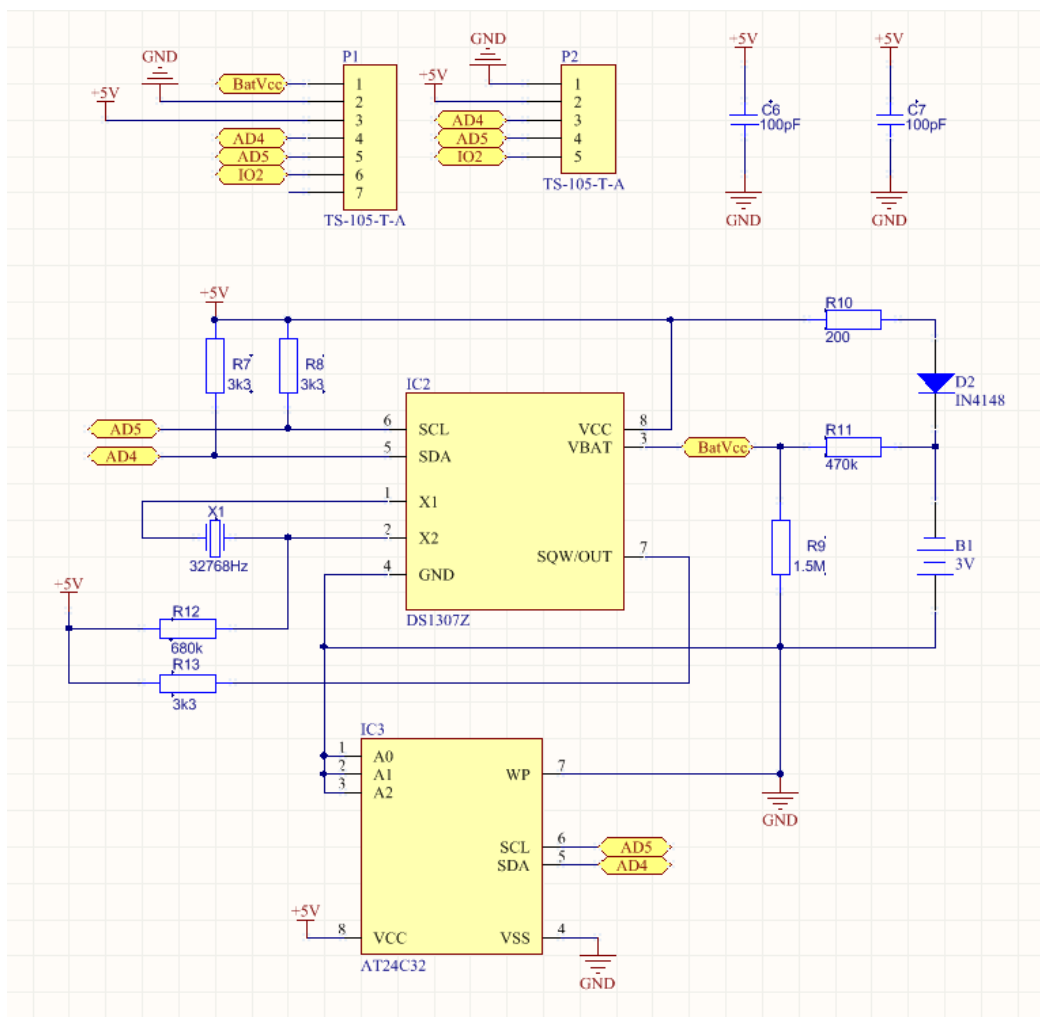 GND
P1
BatVcc
+5V
1
2
3
4
5
6
7
AD4
AD5
IO2
TS-105-T-A
GND
P2
+5V
1
2
3
4
5
AD4
AD5
IO2
TS-105-T-A
+5V
C6
100pF
GND
+5V
C7
100pF
GND
+5V
R7
3k3
R8
3k3
R10
200
D2
IN4148
IC2
AD5
6
SCL
VCC
8
AD4
5
SDA
VBAT
3
BatVcc
R11
470k
1
X1
X1
32768Hz
2
X2
SQW/OUT
7
4
GND
DS1307Z
R9
1.5M
B1
3V
+5V
R12
680k
R13
3k3
IC3
1
A0
2
A1
3
A2
WP
7
GND
SCL
6
AD5
SDA
5
AD4
+5V
8
VCC
VSS
4
GND
AT24C32